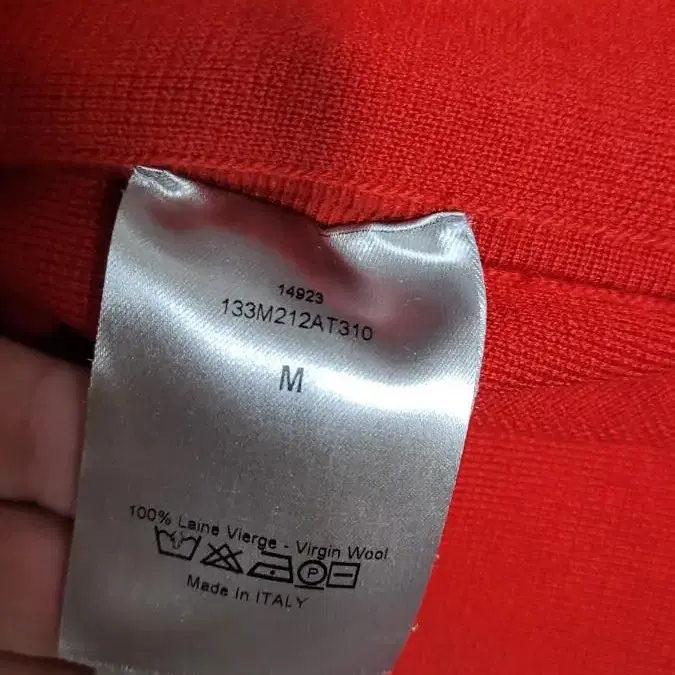 14923
133M212AT310
M
100% Laine Vierge - Virgin Wool
P
Made in ITALY